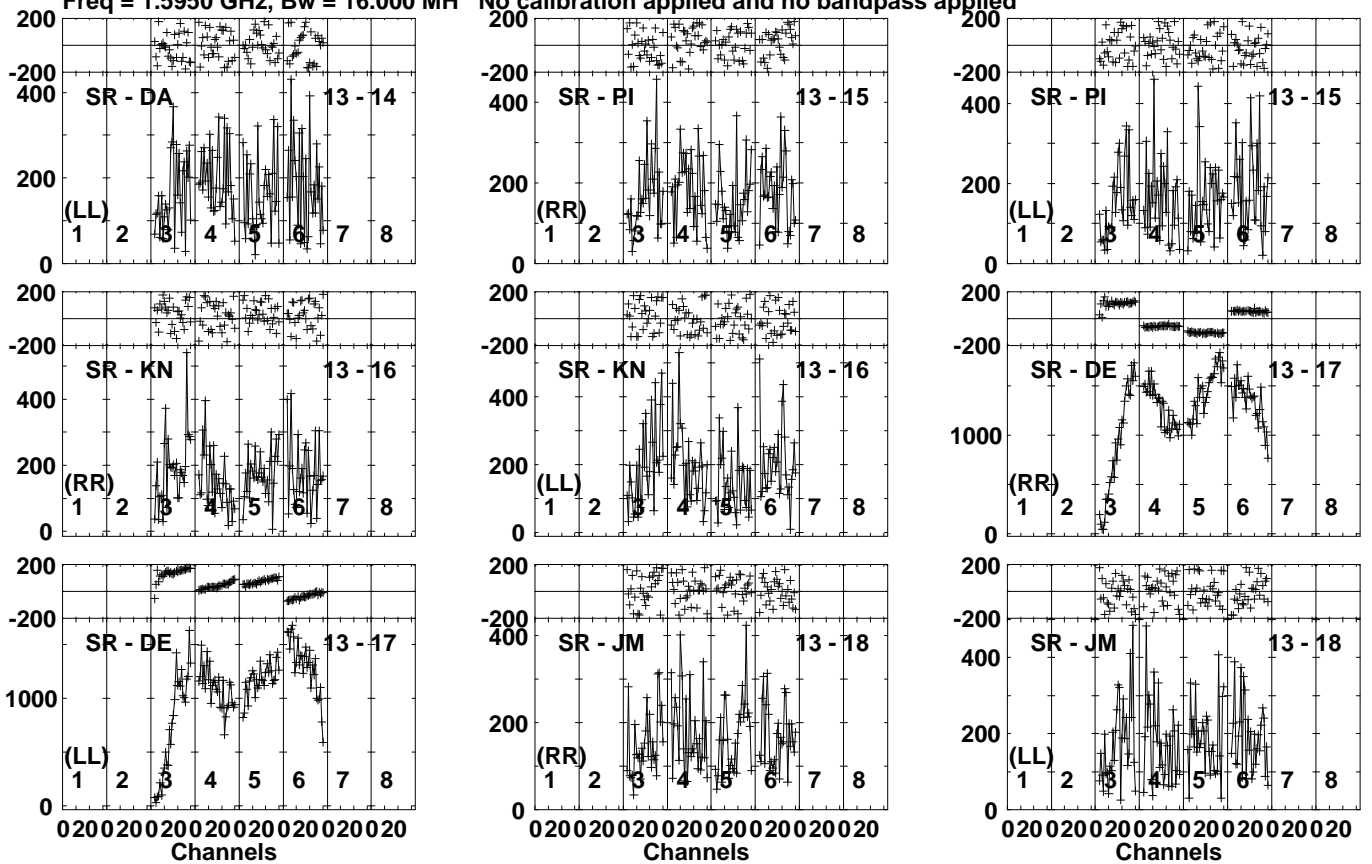 Freq = 1.5950 GHz, Bw = 16.000 MH No calibration applied and no bandpass applied
200 200 200
-200 -200 -200
400 SR - DA 13 - 14 SR - PI 13 - 15 SR - PI 13 - 15
400 400
200 200 200
(LL) (RR) (LL)
1 2 3 4 5 6 7 8 1 2 3 4 5 6 7 8 1 2 3 4 5 6 7 8
0 0 0
200 200 200
-200 -200 -200
SR - KN 13 - 16 SR - KN 13 - 16 SR - DE 13 - 17
400 400 1000
200 200
(RR) (LL) (RR)
1 2 3 4 5 6 7 8 1 2 3 4 5 6 7 8 1 2 3 4 5 6 7 8
0 0 0
200 200 200
-200 -200 -200
SR - DE 13 - 17 400 SR - JM 13 - 18 SR - JM 13 - 18
1000 400
200 200
(LL) (RR) (LL)
1 2 3 4 5 6 7 8 1 2 3 4 5 6 7 8 1 2 3 4 5 6 7 8
0 0 0
0 20 0 20 0 20 0 20 0 20 0 20 0 20 0 20 0 20 0 20 0 20 0 20 0 20 0 20 0 20 0 20 0 20 0 20 0 20 0 20 0 20 0 20 0 20 0 20
Channels Channels Channels